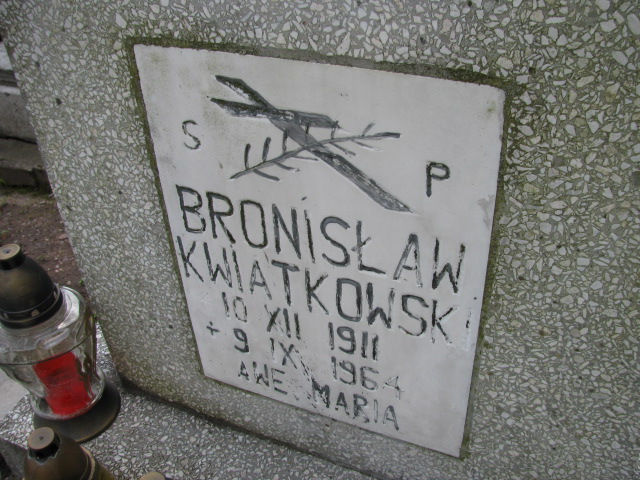 S P
BRONISŁAW
KWIATKOWSKI
10 XII 1911
+ 9 IX 1964
AWE MARIA